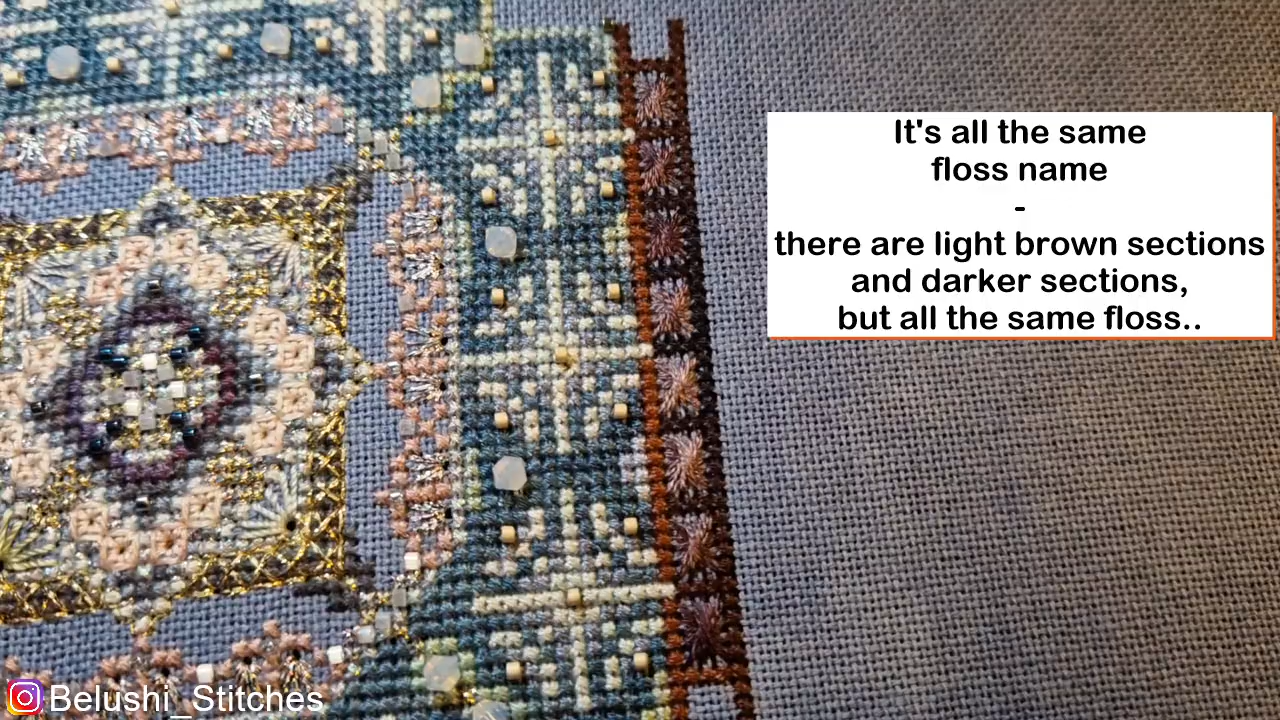 It's all the same
floss name
-
there are light brown sections
and darker sections,
but all the same floss..
Belushi_Stitches